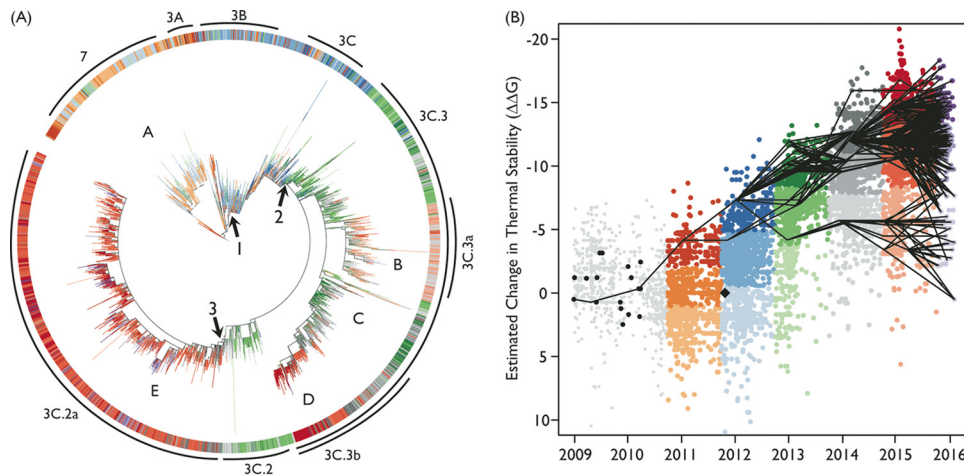 (A)
3A
3B
3C
7
3C.3
A
2
1
3C.3a
B
3
C
E
D
3C.2a
3C.2
3C.3b
(B)
Estimated Change in Thermal Stability (ΔΔG)
-20
-15
-10
-5
0
5
10
2009 2010 2011 2012 2013 2014 2015 2016